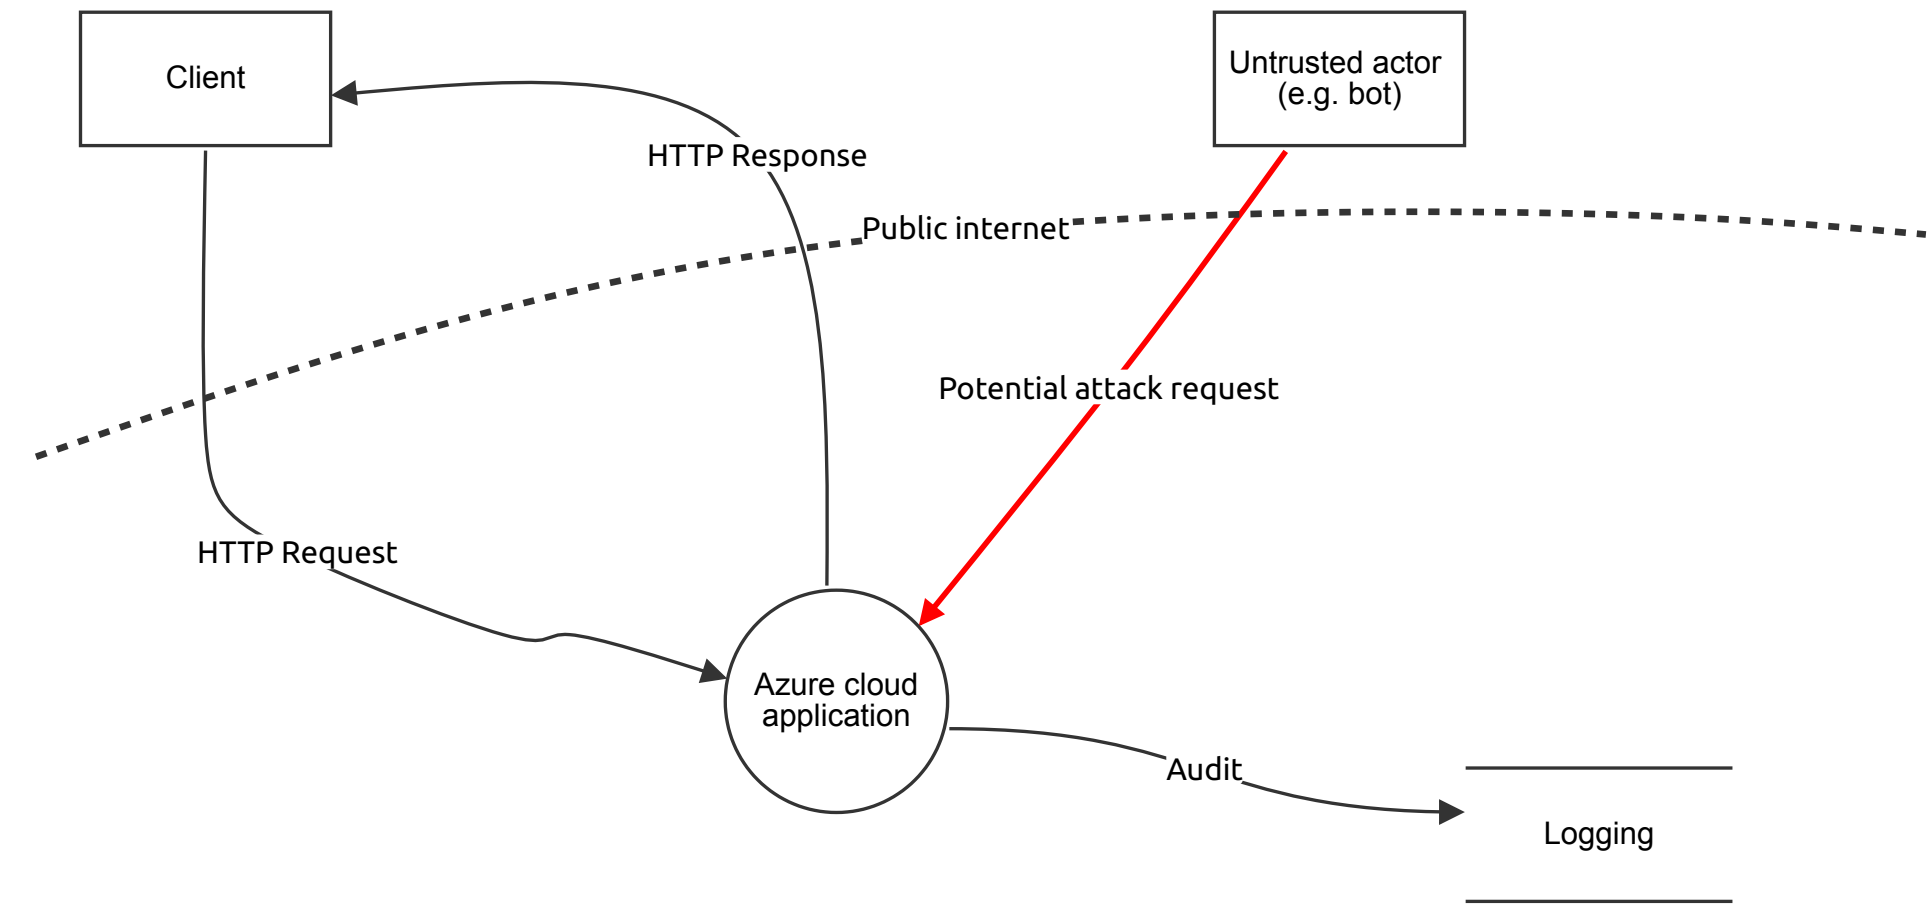 Client
Untrusted actor
(e.g. bot)
HTTP Response
Public internet
Potential attack request
HTTP Request
Azure cloud
application
Audit
Logging